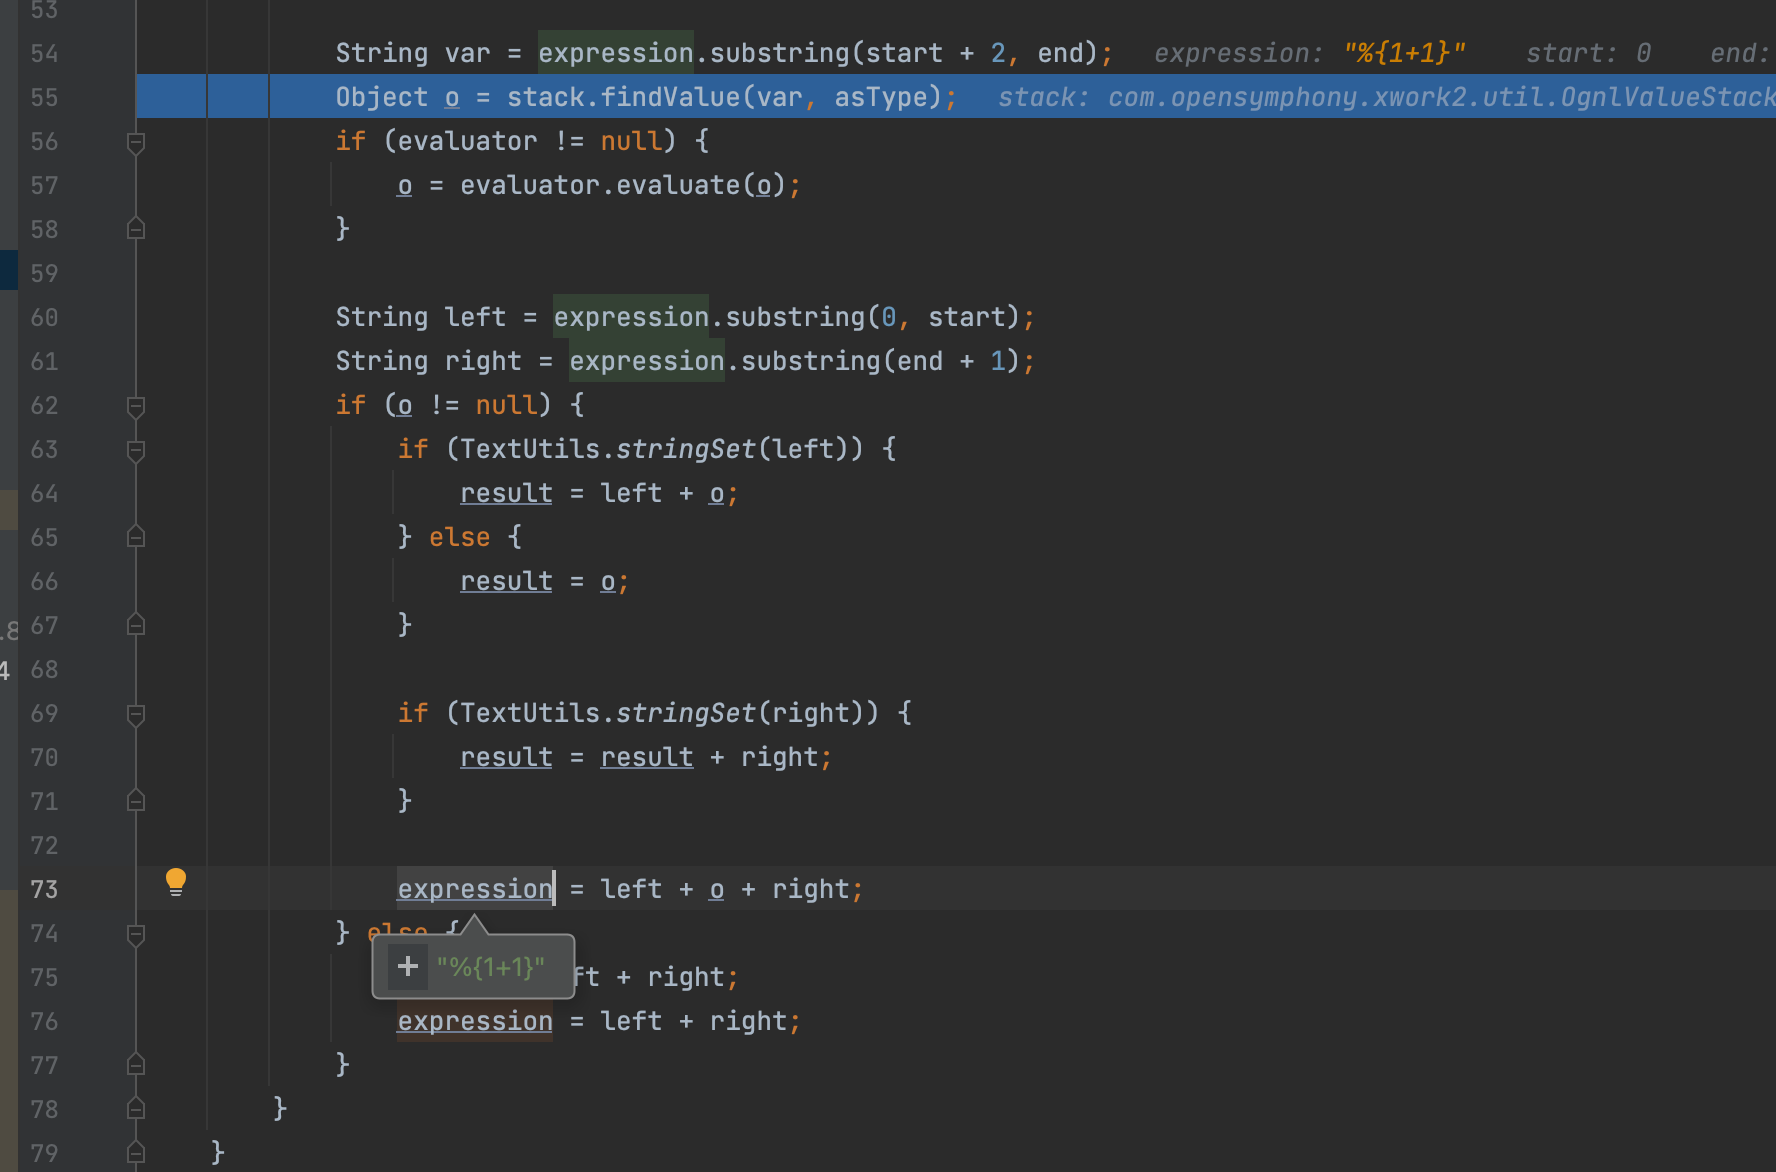 53
54 String var = expression.substring(start + 2, end); expression: "%{1+1}" start: 0 end:
55 Object o = stack.findValue(var, asType); stack: com.opensymphony.xwork2.util.OgnlValueStack
56 if (evaluator != null) {
57 o = evaluator.evaluate(o);
58 }
59
60 String left = expression.substring(0, start);
61 String right = expression.substring(end + 1);
62 if (o != null) {
63 if (TextUtils.stringSet(left)) {
64 result = left + o;
65 } else {
66 result = o;
.8 67 }
4 68
69 if (TextUtils.stringSet(right)) {
70 result = result + right;
71 }
72
73 expression = left + o + right;
74 } else {
+ "%{1+1}"
75 ft + right;
76 expression = left + right;
77 }
78 }
79 }